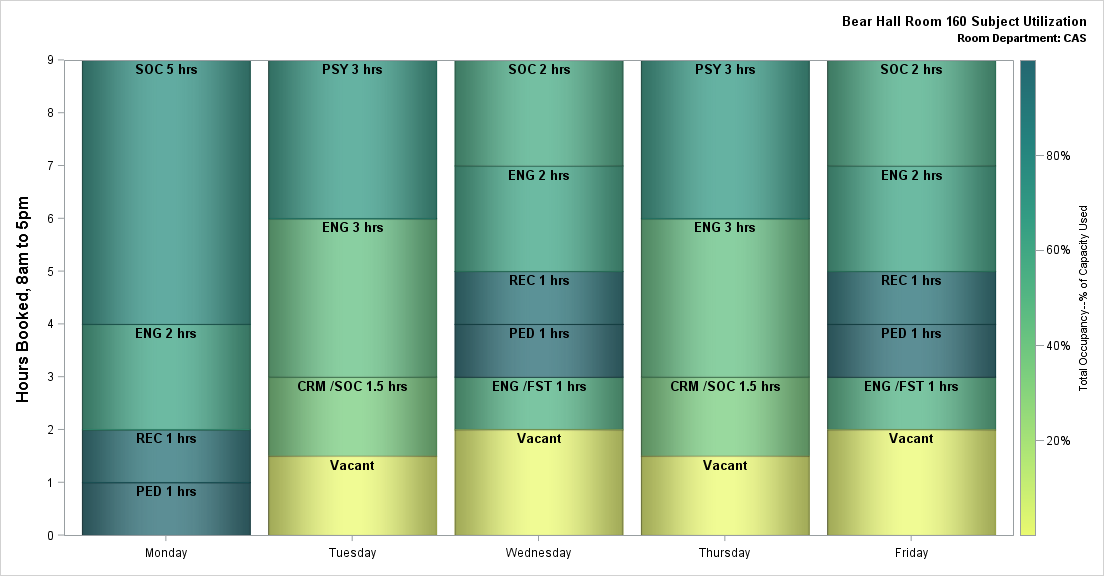 Bear Hall Room 160 Subject Utilization
Room Department: CAS
Hours Booked, 8am to 5pm
9
8
7
6
5
4
3
2
1
0
SOC 5 hrs
ENG 2 hrs
REC 1 hrs
PED 1 hrs
PSY 3 hrs
ENG 3 hrs
CRM /SOC 1.5 hrs
Vacant
SOC 2 hrs
ENG 2 hrs
REC 1 hrs
PED 1 hrs
ENG /FST 1 hrs
Vacant
PSY 3 hrs
ENG 3 hrs
CRM /SOC 1.5 hrs
Vacant
SOC 2 hrs
ENG 2 hrs
REC 1 hrs
PED 1 hrs
ENG /FST 1 hrs
Vacant
Monday
Tuesday
Wednesday
Thursday
Friday
80%
60%
40%
20%
Total Occupancy--% of Capacity Used